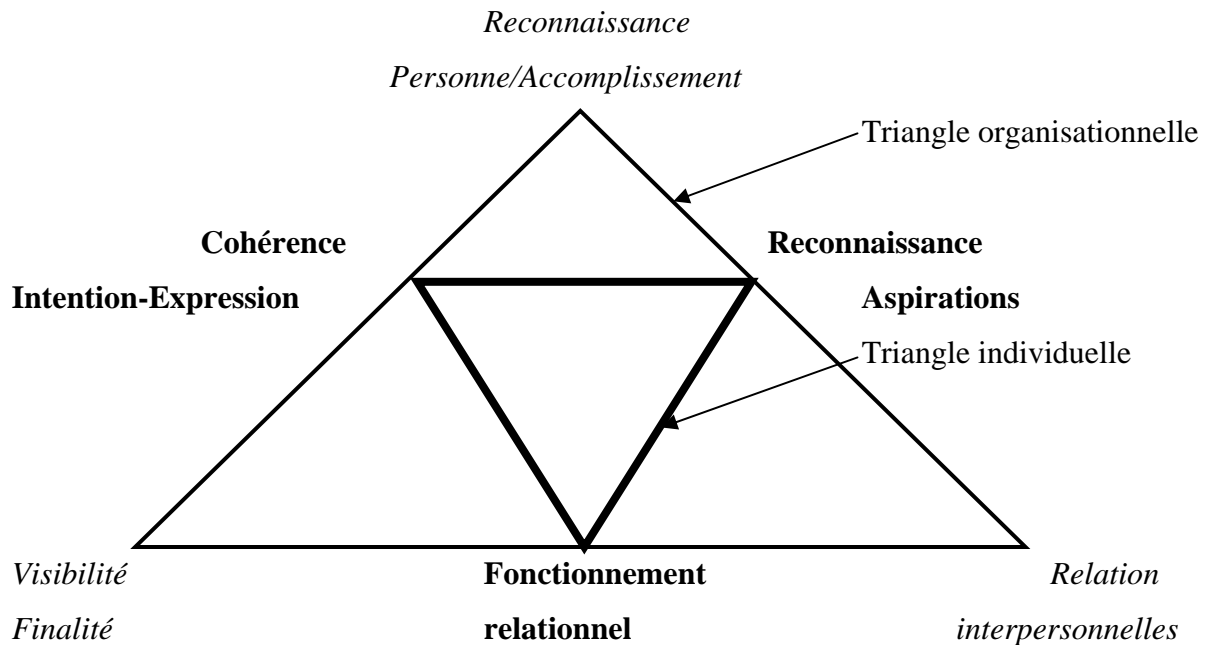 Reconnaissance
Personne/Accomplissement
Triangle organisationnelle
Cohérence
Reconnaissance
Intention-Expression
Aspirations
Triangle individuelle
Visibilité
Fonctionnement
Relation
Finalité
relationnel
interpersonnelles